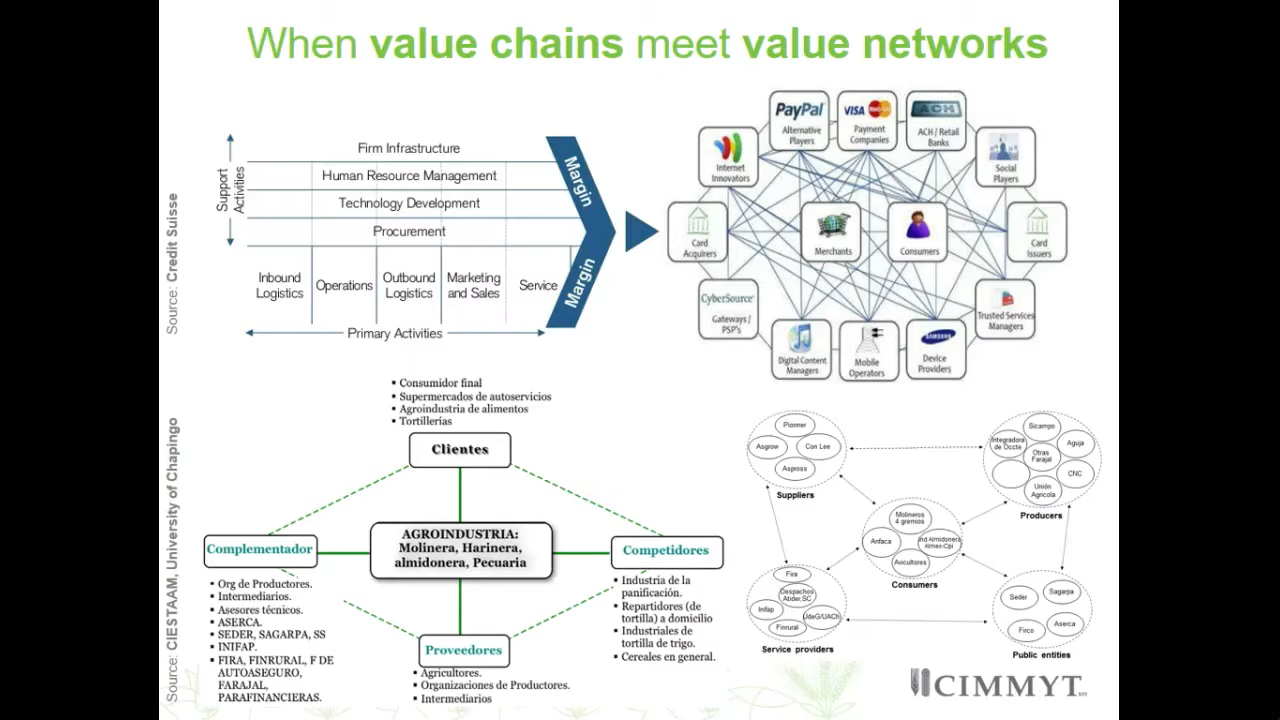 When value chains meet value networks
Source: Credit Suisse
Support
Activities
Firm Infrastructure
Human Resource Management
Technology Development
Procurement
Inbound
Logistics
Operations
Outbound
Logistics
Marketing
and Sales
Service
Margin
Margin
Primary Activities
PayPal
Alternative
Players
VISA
Payment
Companies
ACH
ACH / Retail
Banks
Internet
Innovators
Social
Players
Card
Acquirers
Merchants
Consumers
Card
Issuers
CyberSource
Gateways /
PSP's
Trusted Services
Managers
Digital Content
Managers
Mobile
Operators
SAMSUNG
Device
Providers
Source: CIESTAAM, University of Chapingo
▪ Consumidor final
▪ Supermercados de autoservicios
▪ Agroindustria de alimentos
▪ Tortillerías
Clientes
Complementador
AGROINDUSTRIA:
Molinera, Harinera,
almidonera, Pecuaria
Competidores
▪ Org de Productores.
▪ Intermediarios.
▪ Asesores técnicos.
▪ ASERCA.
▪ SEDER, SAGARPA, SS
▪ INIFAP.
▪ FIRA, FINRURAL, F DE
AUTOASEGURO,
FARAJAL,
PARAFINANCIERAS.
▪ Industria de la
panificación.
▪ Repartidores (de
tortilla) a domicilio
▪ Industriales de
tortilla de trigo.
▪ Cereales en general.
Proveedores
▪ Agricultores.
▪ Organizaciones de Productores.
▪ Intermediarios
Piormer
Asgrow
Con Lee
Aspross
Suppliers
Sicampo
Integradora
de Occte
Aguja
Otras
Farajal
CNC
Unión
Agricola
Producers
Molineros
4 gremios
Anfaca
Ind Almidonera
Almex-Cpi
Avicultores
Consumers
Fira
Despachos
Atider,SC
Inifap
UdeG/UACh
Finrural
Service providers
Seder
Sagarpa
Firco
Aserca
Public entities
CIMMYT